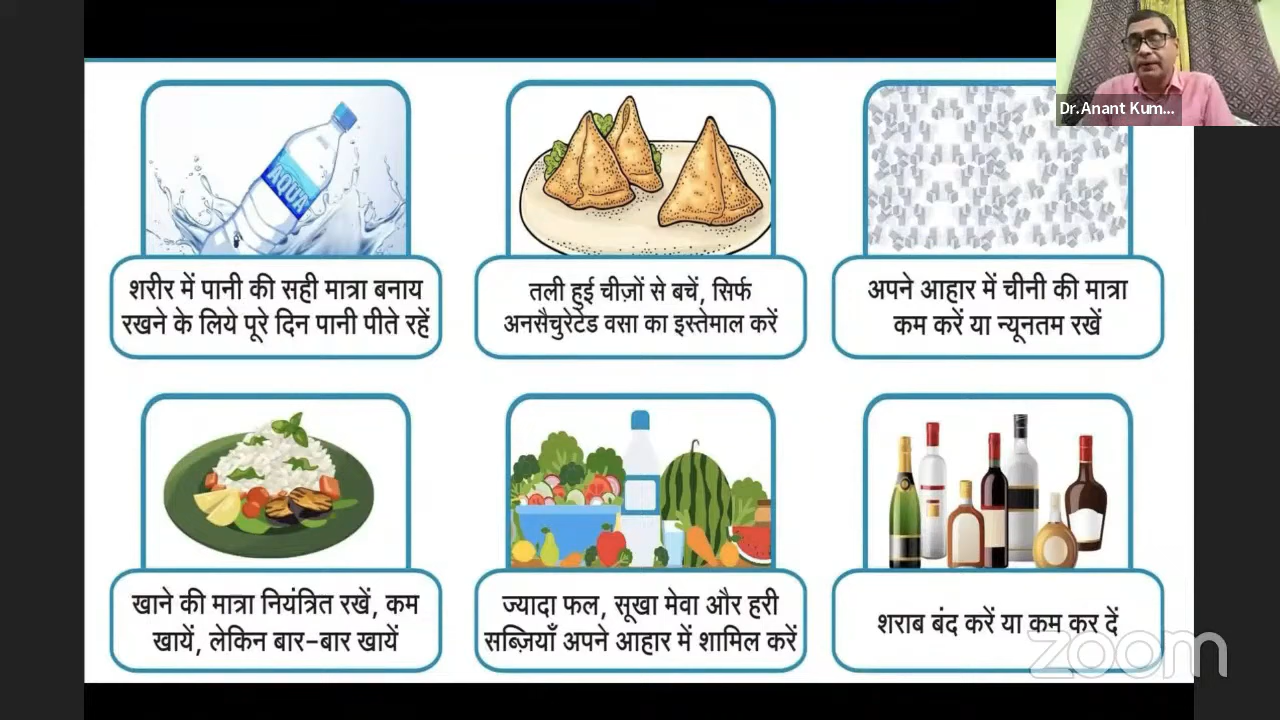 Dr.Anant Kum...
AQUA
शरीर में पानी की सही मात्रा बनाय
रखने के लिये पूरे दिन पानी पीते रहें
तली हुई चीज़ों से बचें, सिर्फ
अनसैचुरेटेड वसा का इस्तेमाल करें
अपने आहार में चीनी की मात्रा
कम करें या न्यूनतम रखें
खाने की मात्रा नियंत्रित रखें, कम
खायें, लेकिन बार-बार खायें
ज्यादा फल, सूखा मेवा और हरी
सब्ज़ियाँ अपने आहार में शामिल करें
शराब बंद करें या कम कर दें
zoom